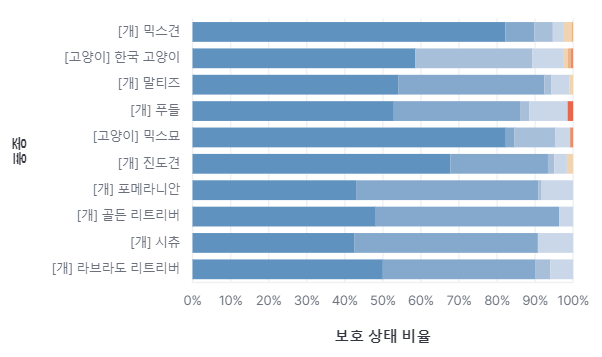 [개] 믹스견
[고양이] 한국 고양이
[개] 말티즈
[개] 푸들
[고양이] 믹스묘
[개] 진도견
[개] 포메라니안
[개] 골든 리트리버
[개] 시츄
[개] 라브라도 리트리버
품종
0% 10% 20% 30% 40% 50% 60% 70% 80% 90% 100%
보호 상태 비율